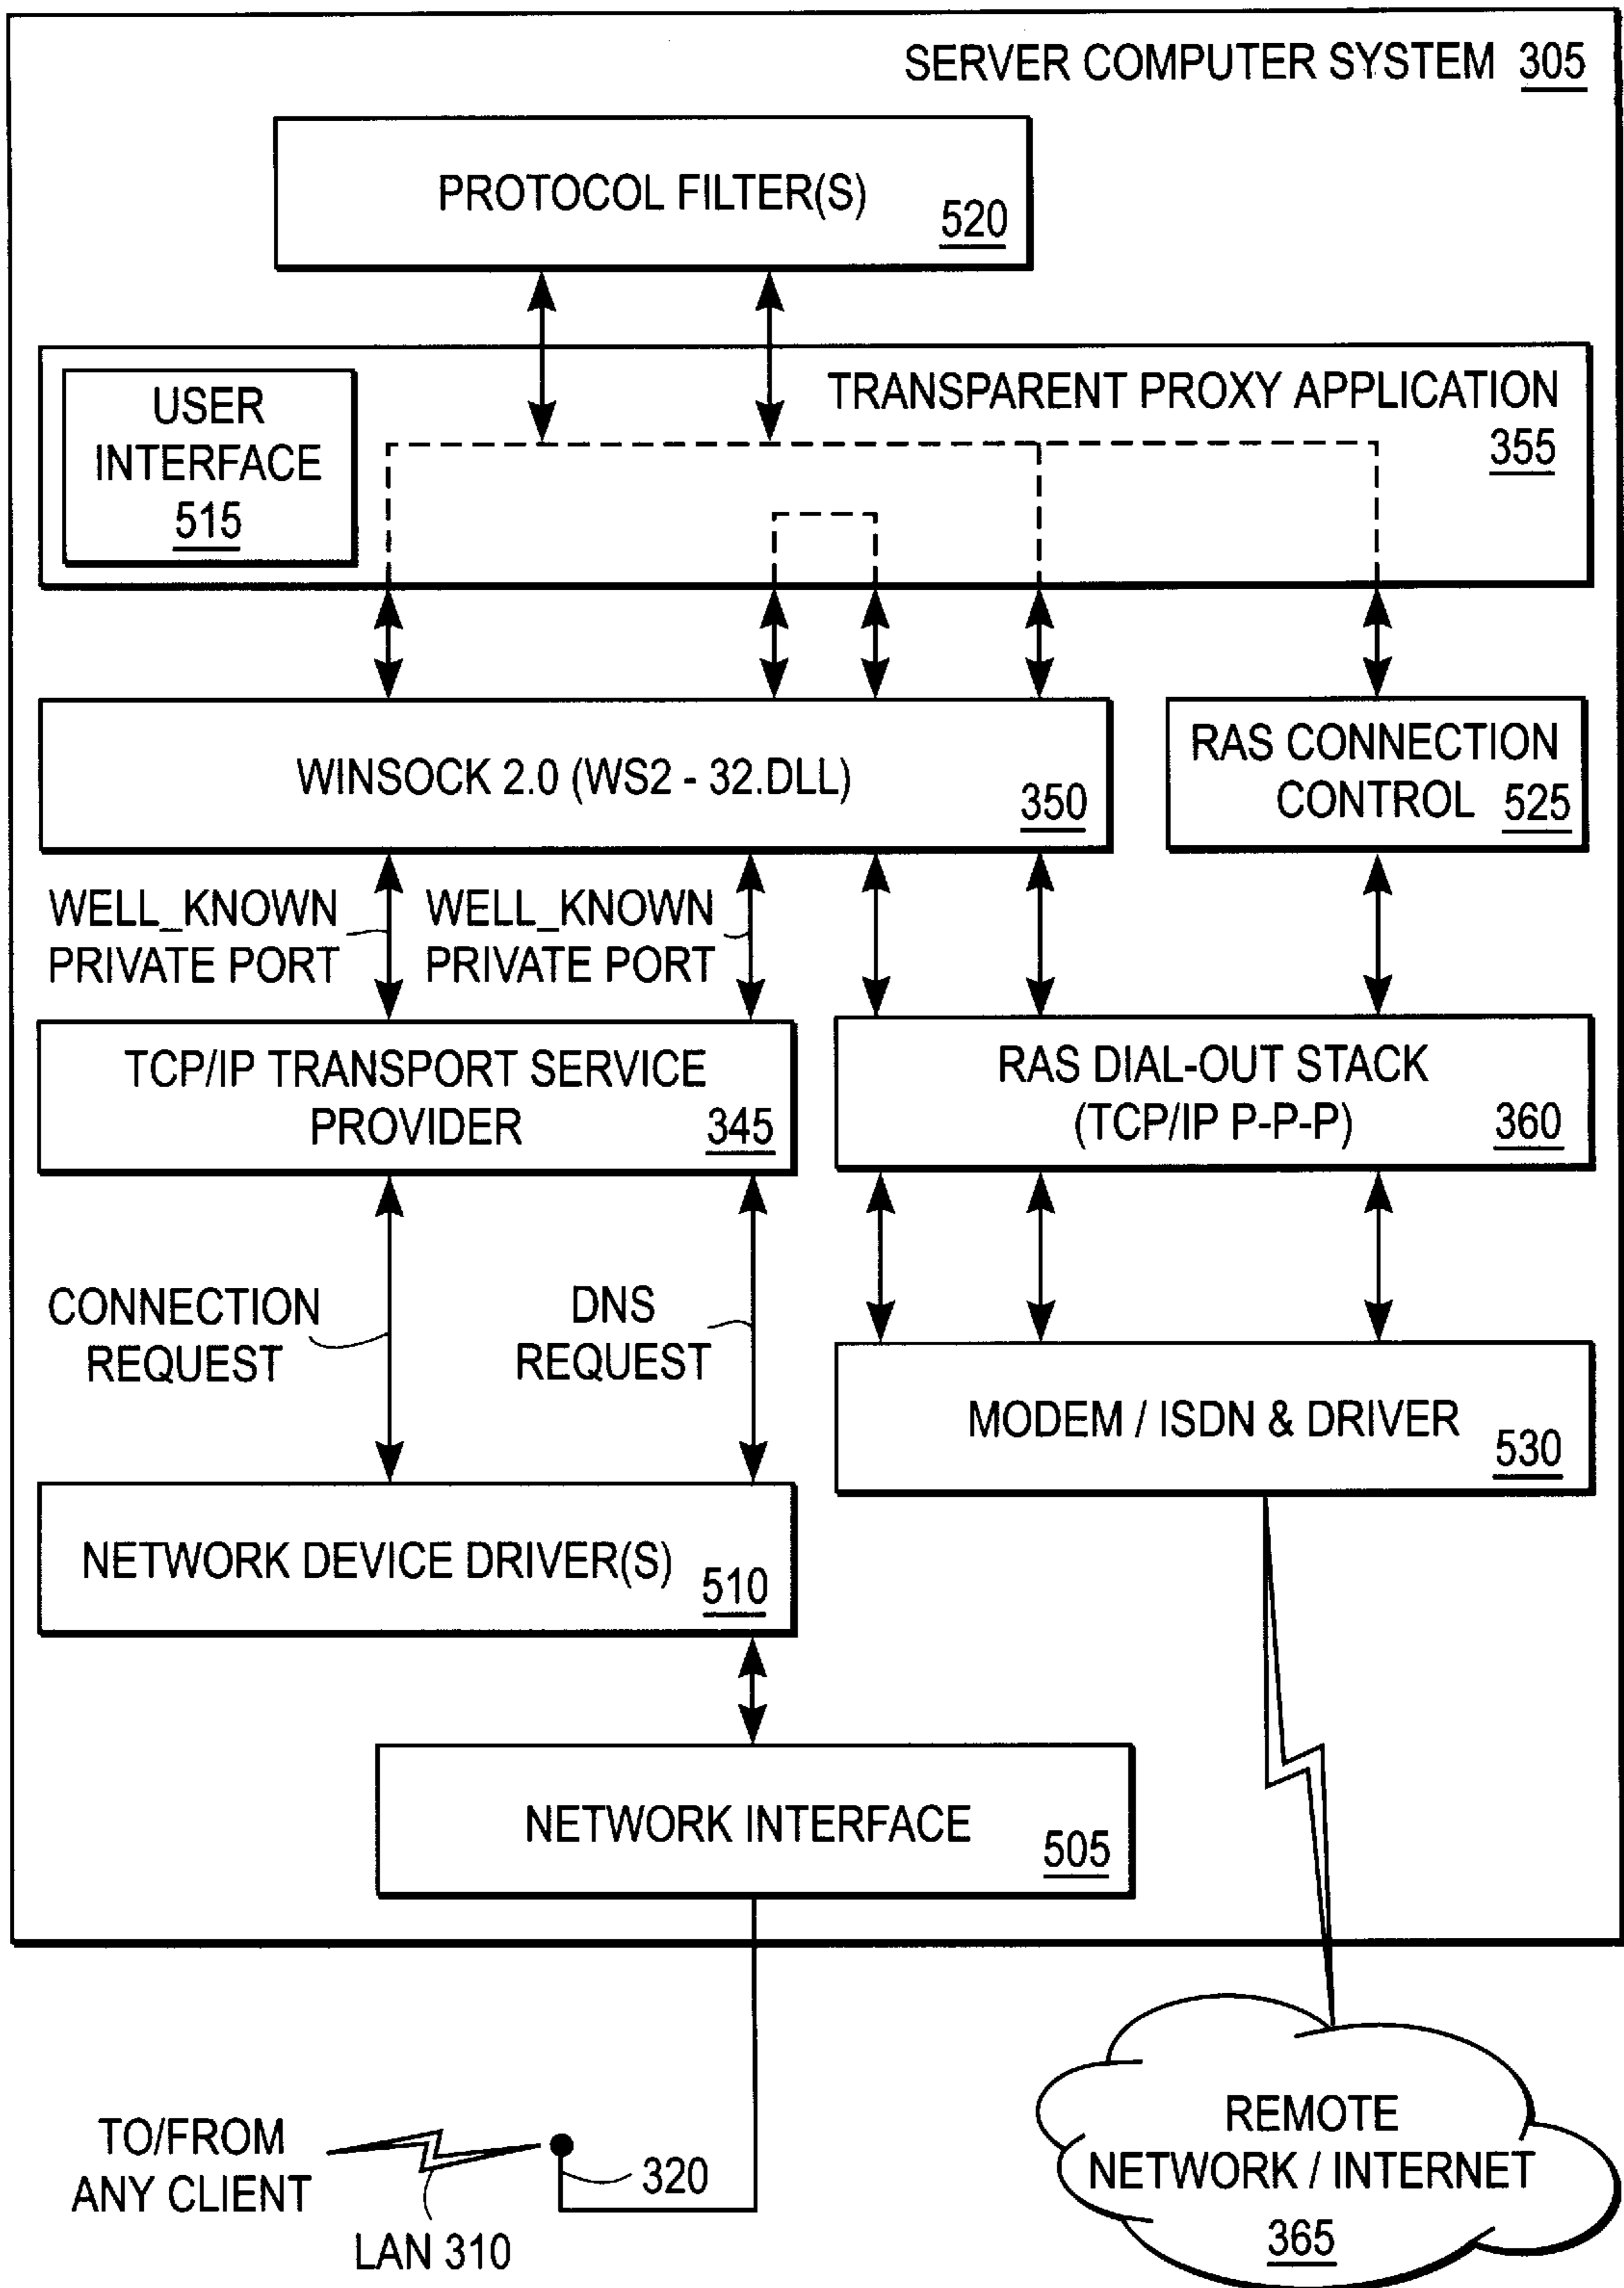 SERVER COMPUTER SYSTEM 305
PROTOCOL FILTER(S)
520
USER
INTERFACE
515
TRANSPARENT PROXY APPLICATION
355
WINSOCK 2.0 (WS2 - 32.DLL)
350
RAS CONNECTION
CONTROL 525
WELL_KNOWN
PRIVATE PORT
WELL_KNOWN
PRIVATE PORT
TCP/IP TRANSPORT SERVICE
PROVIDER
345
RAS DIAL-OUT STACK
(TCP/IP P-P-P)
360
CONNECTION
REQUEST
DNS
REQUEST
MODEM / ISDN & DRIVER
530
NETWORK DEVICE DRIVER(S)
510
NETWORK INTERFACE
505
TO/FROM
ANY CLIENT
LAN 310
320
REMOTE
NETWORK / INTERNET
365